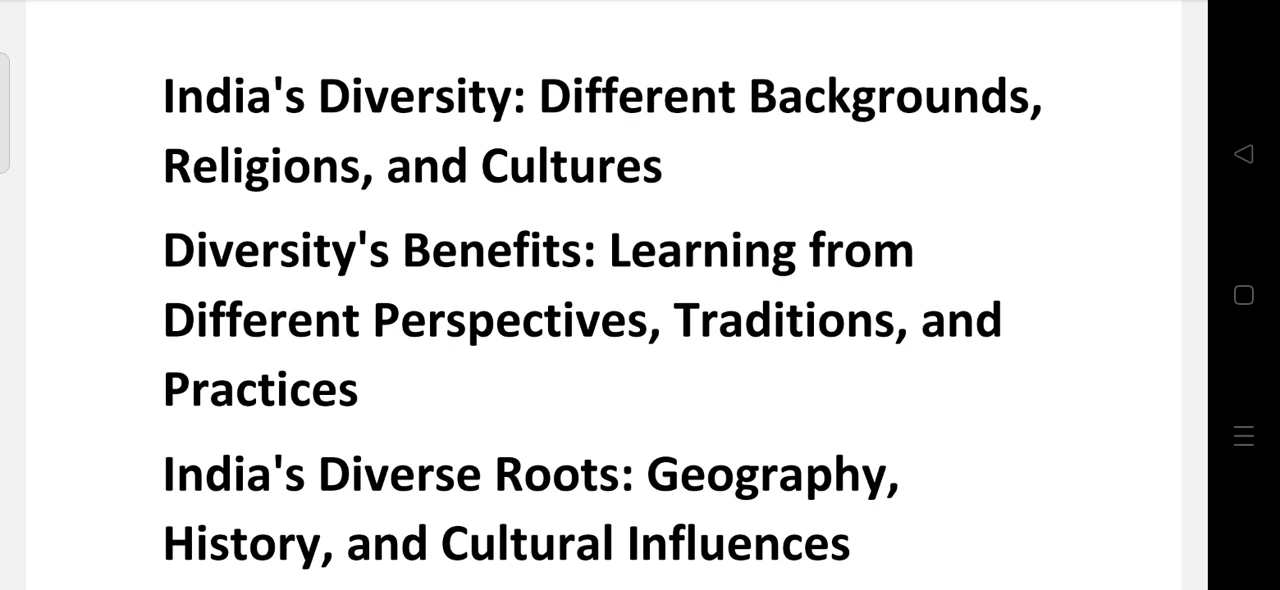 India's Diversity: Different Backgrounds,
Religions, and Cultures
Diversity's Benefits: Learning from
Different Perspectives, Traditions, and
Practices
India's Diverse Roots: Geography,
History, and Cultural Influences